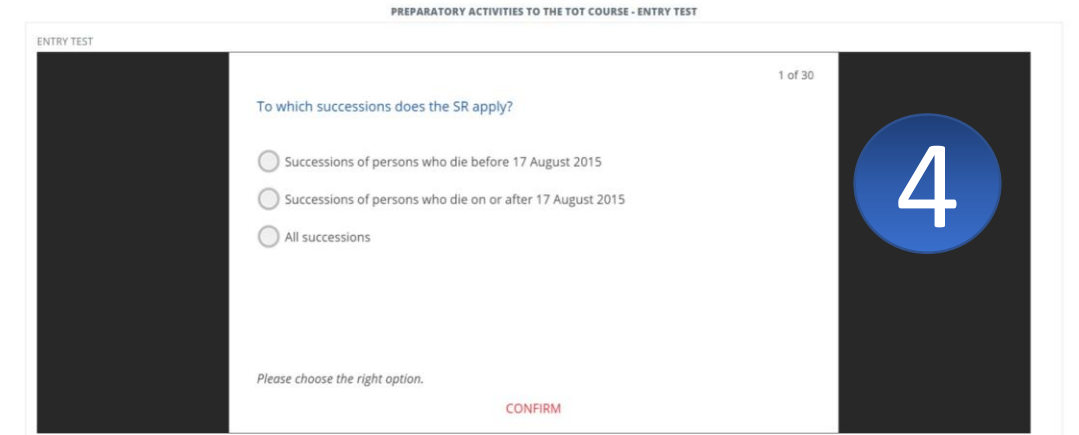 PREPARATORY ACTIVITIES TO THE TOT COURSE - ENTRY TEST
ENTRY TEST
1 of 30
To which successions does the SR apply?
Successions of persons who die before 17 August 2015
Successions of persons who die on or after 17 August 2015
All successions
4
Please choose the right option.
CONFIRM